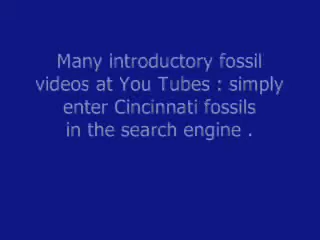 Many introductory fossil
videos at You Tubes : simply
enter Cincinnati fossils
in the search engine .